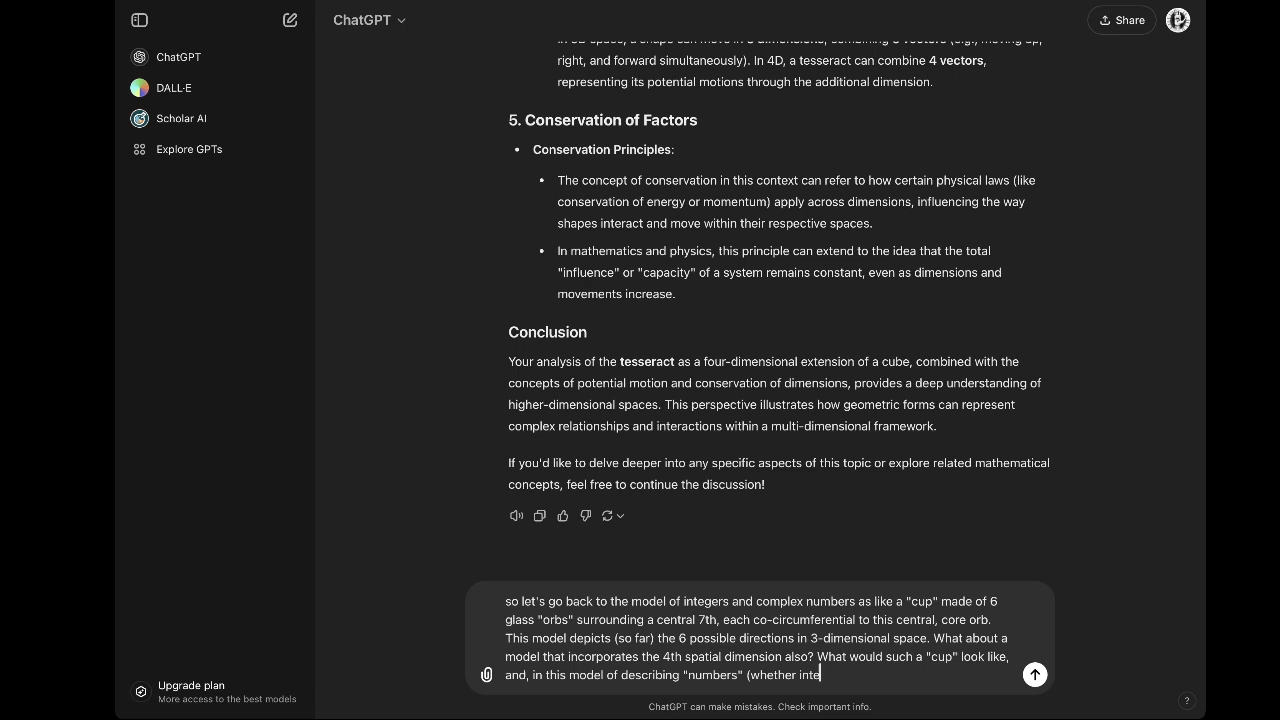 ChatGPT
Share
ChatGPT
DALL·E
Scholar AI
Explore GPTs
right, and forward simultaneously). In 4D, a tesseract can combine 4 vectors,
representing its potential motions through the additional dimension.
5. Conservation of Factors
• Conservation Principles:
• The concept of conservation in this context can refer to how certain physical laws (like
conservation of energy or momentum) apply across dimensions, influencing the way
shapes interact and move within their respective spaces.
• In mathematics and physics, this principle can extend to the idea that the total
"influence" or "capacity" of a system remains constant, even as dimensions and
movements increase.
Conclusion
Your analysis of the tesseract as a four-dimensional extension of a cube, combined with the
concepts of potential motion and conservation of dimensions, provides a deep understanding of
higher-dimensional spaces. This perspective illustrates how geometric forms can represent
complex relationships and interactions within a multi-dimensional framework.
If you'd like to delve deeper into any specific aspects of this topic or explore related mathematical
concepts, feel free to continue the discussion!
so let's go back to the model of integers and complex numbers as like a "cup" made of 6
glass "orbs" surrounding a central 7th, each co-circumferential to this central, core orb.
This model depicts (so far) the 6 possible directions in 3-dimensional space. What about a
model that incorporates the 4th spatial dimension also? What would such a "cup" look like,
and, in this model of describing "numbers" (whether inte
Upgrade plan
More access to the best models
ChatGPT can make mistakes. Check important info.
?